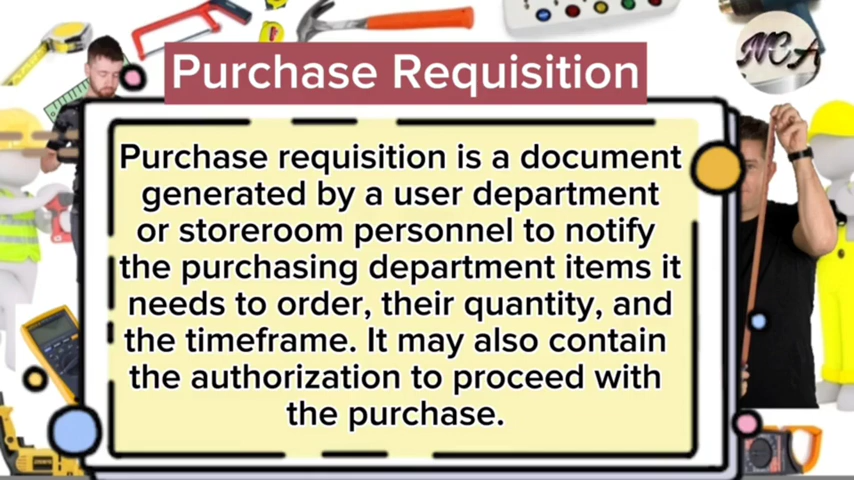 Purchase Requisition
MCA
Purchase requisition is a document
generated by a user department
or storeroom personnel to notify
the purchasing department items it
needs to order, their quantity, and
the timeframe. It may also contain
the authorization to proceed with
the purchase.